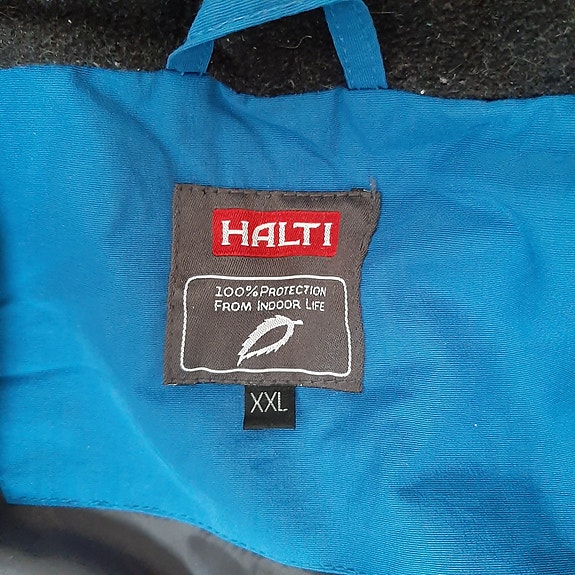 HALTI
100% PROTECTION
FROM INDOOR LIFE
XXL